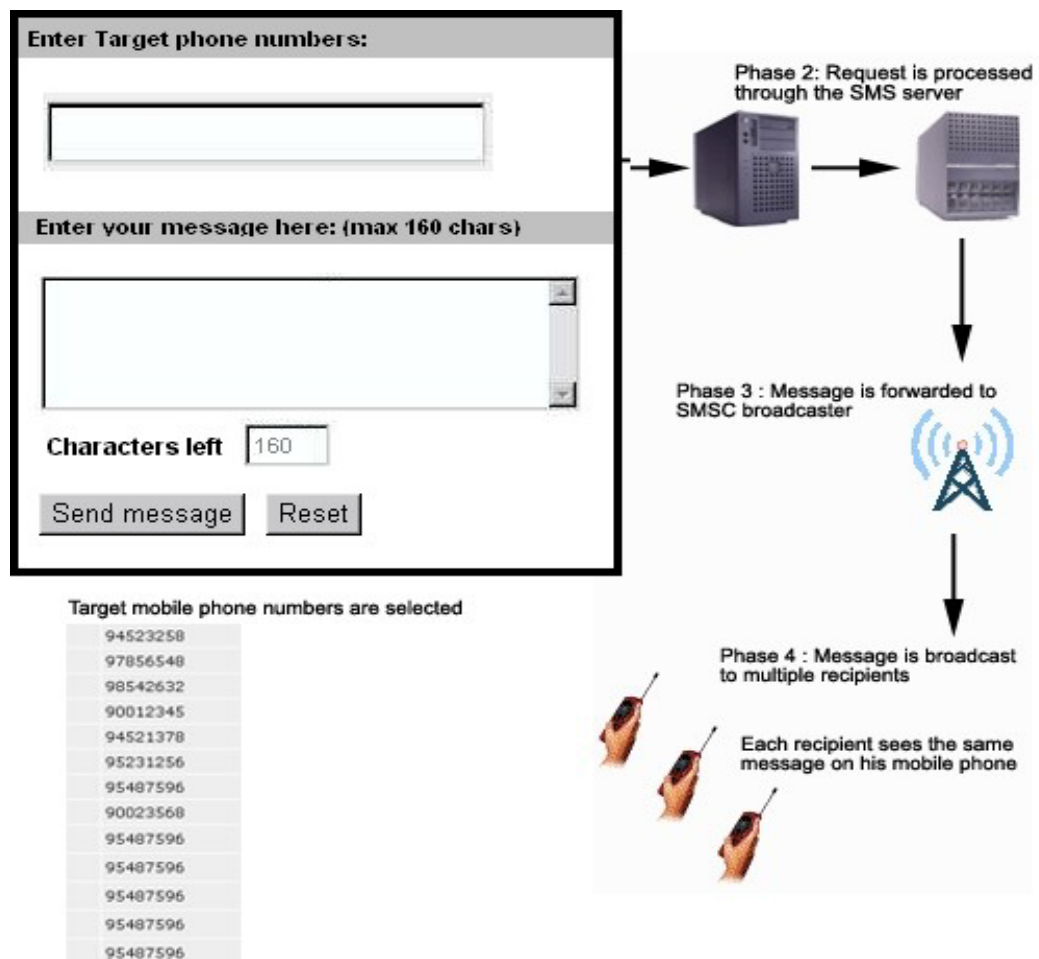 Enter Target phone numbers:
Enter your message here: (max 160 chars)
Characters left 160
Send message Reset
Target mobile phone numbers are selected
94523258
97856548
98542632
90012345
94521378
95231256
95487596
90023568
95487596
95487596
95487596
95487596
95487596
Phase 2: Request is processed
through the SMS server
Phase 3 : Message is forwarded to
SMSC broadcaster
Phase 4 : Message is broadcast
to multiple recipients
Each recipient sees the same
message on his mobile phone